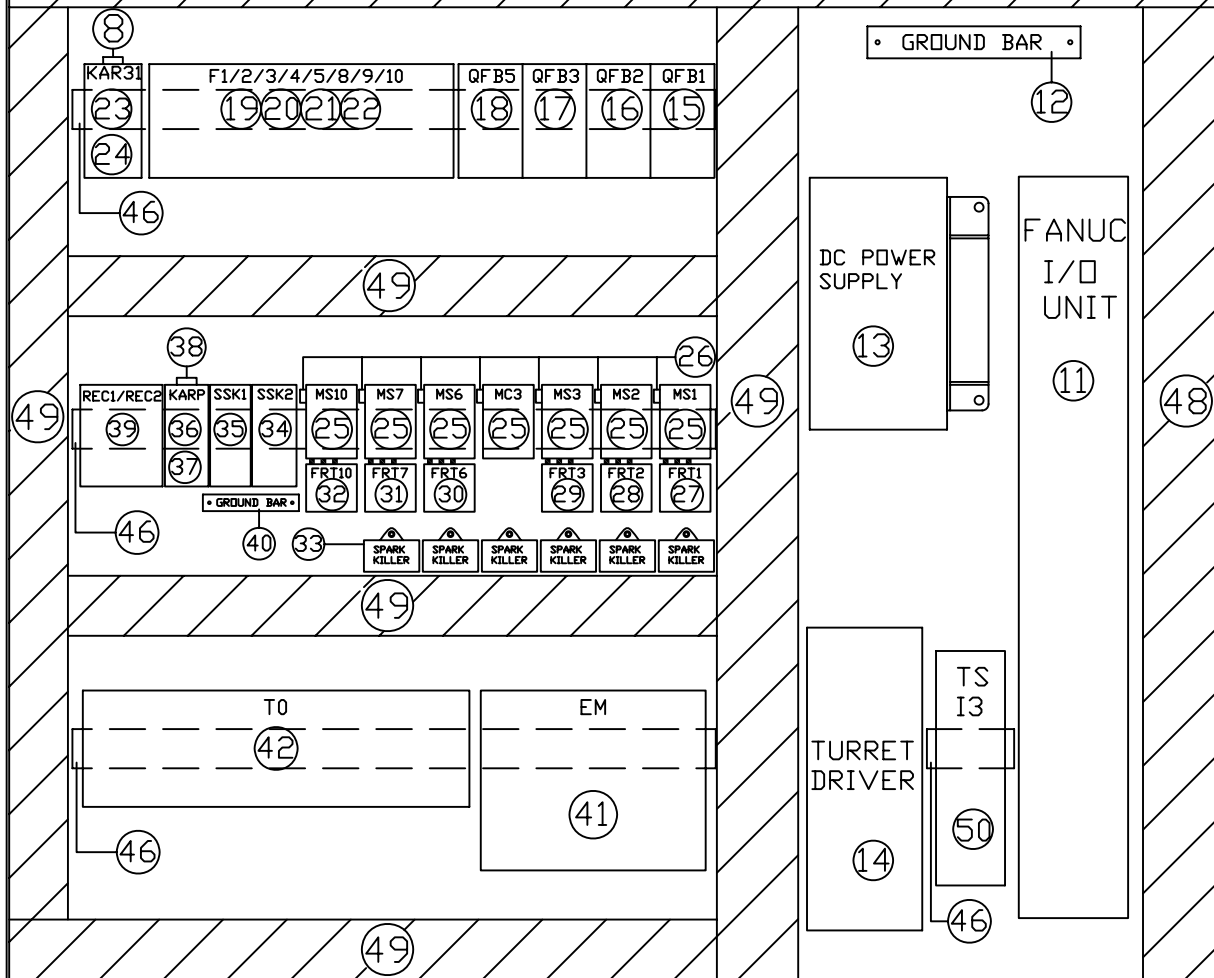 8
GROUND BAR
12
KAR31
F1/2/3/4/5/8/9/10
QFB5
QFB3
QFB2
QFB1
23
19
20
21
22
18
17
16
15
24
46
49
38
26
REC1/REC2
KARP
SSK1
SSK2
MS10
MS7
MS6
MC3
MS3
MS2
MS1
49
39
36
35
34
25
25
25
25
25
25
25
37
FRT10
FRT7
FRT6
FRT3
FRT2
FRT1
32
31
30
29
28
27
GROUND BAR
46
40
33
SPARK
KILLER
SPARK
KILLER
SPARK
KILLER
SPARK
KILLER
SPARK
KILLER
SPARK
KILLER
49
TO
42
EM
41
46
49
49
DC POWER
SUPPLY
13
FANUC
I/O
UNIT
11
48
TURRET
DRIVER
14
TS
I3
50
46